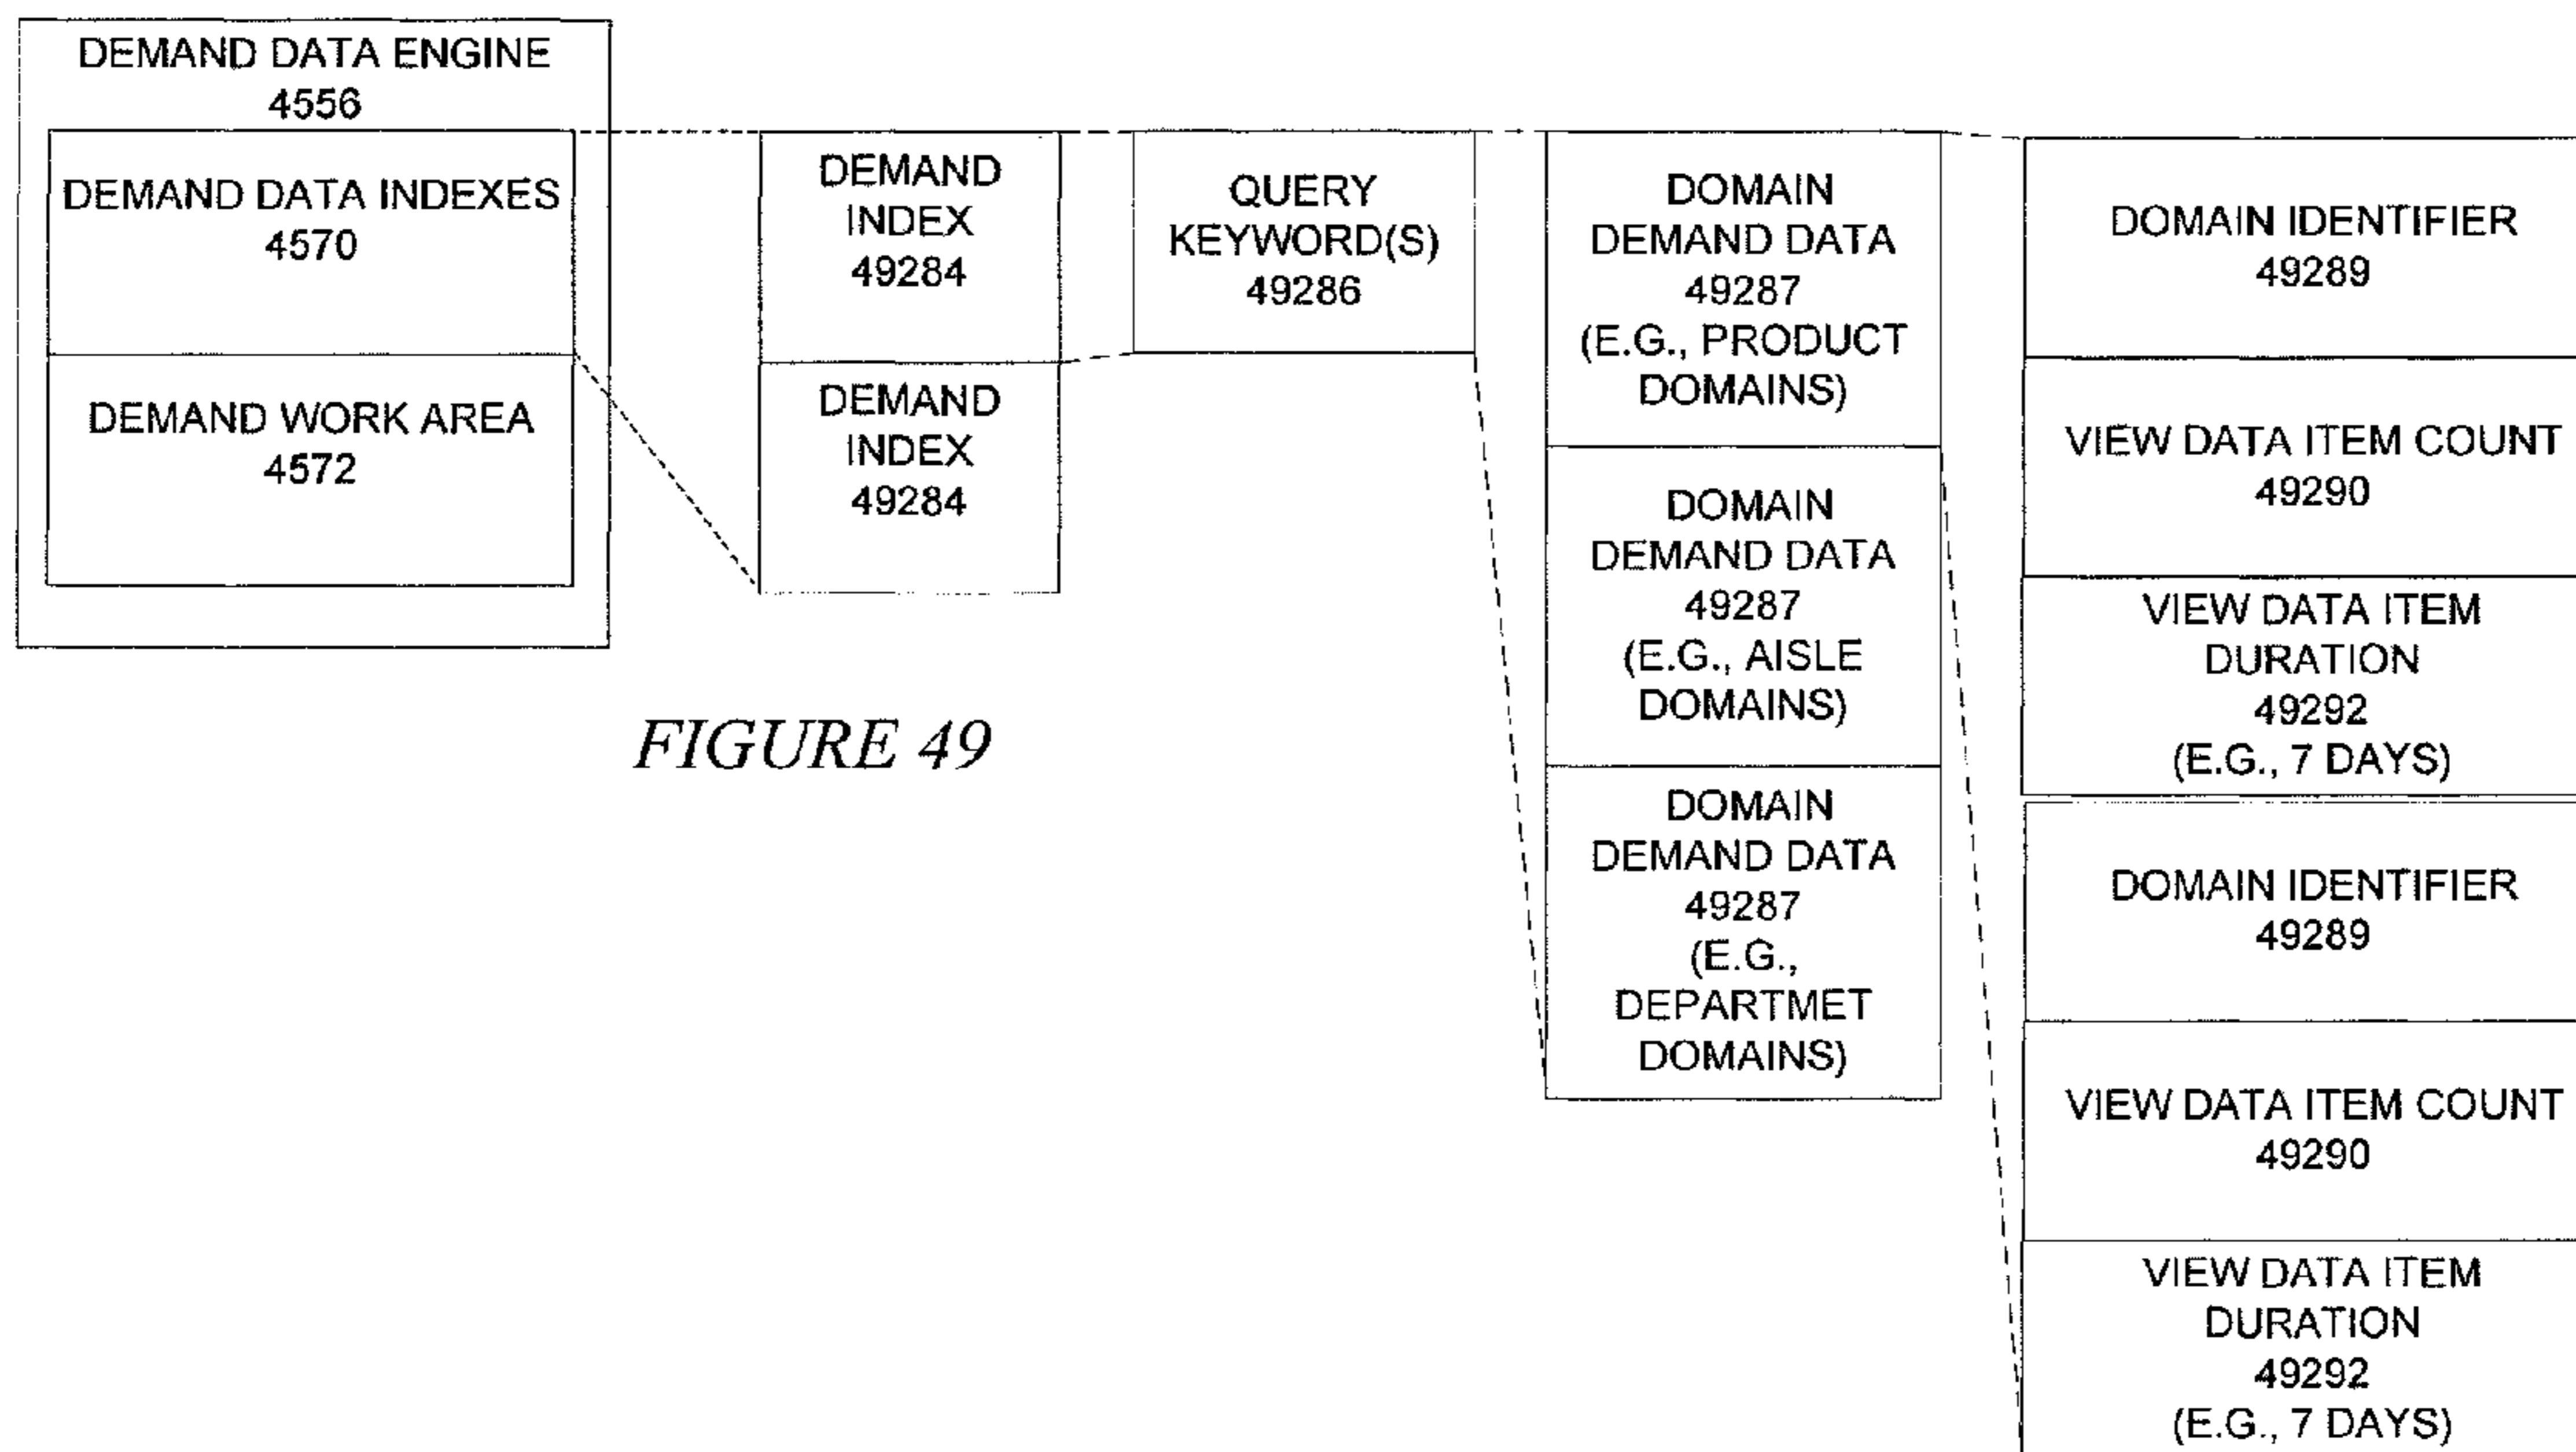 DEMAND DATA ENGINE
4556
DEMAND DATA INDEXES
4570
DEMAND WORK AREA
4572
DEMAND
INDEX
49284
DEMAND
INDEX
49284
QUERY
KEYWORD(S)
49286
DOMAIN
DEMAND DATA
49287
(E.G., PRODUCT
DOMAINS)
DOMAIN
DEMAND DATA
49287
(E.G., AISLE
DOMAINS)
DOMAIN
DEMAND DATA
49287
(E.G.,
DEPARTMET
DOMAINS)
DOMAIN IDENTIFIER
49289
VIEW DATA ITEM COUNT
49290
VIEW DATA ITEM
DURATION
49292
(E.G., 7 DAYS)
DOMAIN IDENTIFIER
49289
VIEW DATA ITEM COUNT
49290
VIEW DATA ITEM
DURATION
49292
(E.G., 7 DAYS)
FIGURE 49